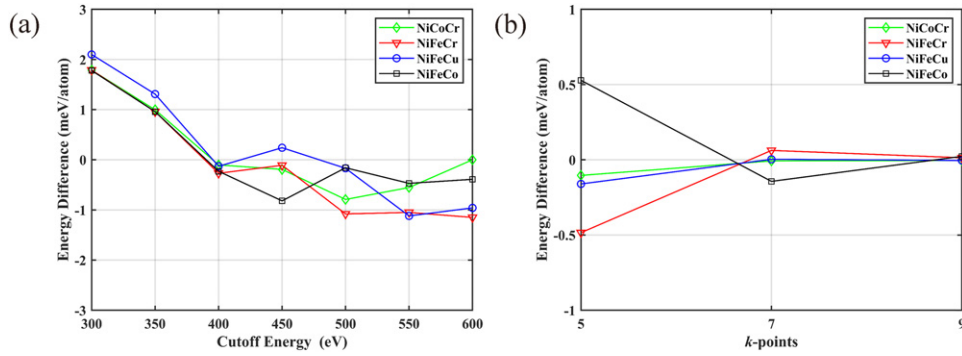 (a)
Energy Difference (meV/atom)
3
2
1
0
-1
-2
-3
300 350 400 450 500 550 600
Cutoff Energy (eV)
NiCoCr
NiFeCr
NiFeCu
NiFeCo
(b)
Energy Difference (meV/atom)
1
0.5
0
-0.5
-1
5 7 9
k-points
NiCoCr
NiFeCr
NiFeCu
NiFeCo